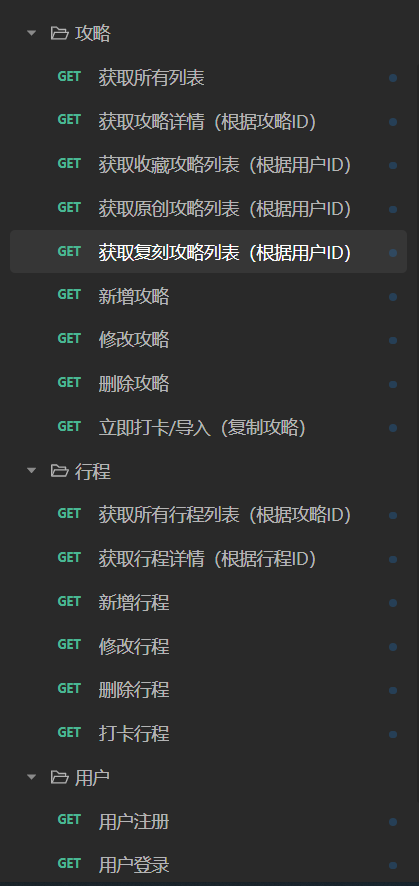 攻略
GET 获取所有列表
GET 获取攻略详情（根据攻略ID）
GET 获取收藏攻略列表（根据用户ID）
GET 获取原创攻略列表（根据用户ID）
GET 获取复刻攻略列表（根据用户ID）
GET 新增攻略
GET 修改攻略
GET 删除攻略
GET 立即打卡/导入（复制攻略）
行程
GET 获取所有行程列表（根据攻略ID）
GET 获取行程详情（根据行程ID）
GET 新增行程
GET 修改行程
GET 删除行程
GET 打卡行程
用户
GET 用户注册
GET 用户登录